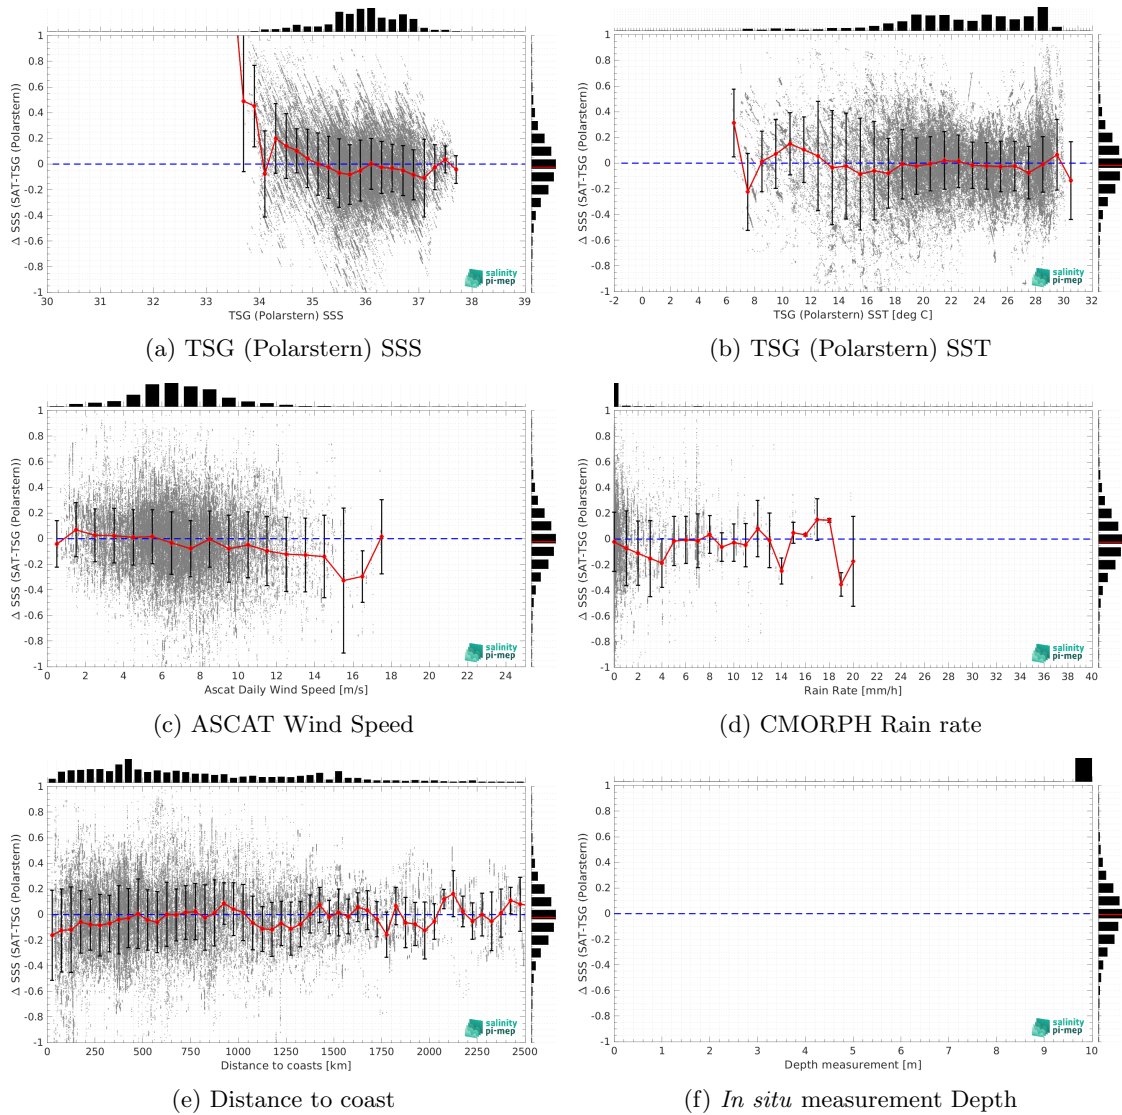 1
0.8
0.6
0.4
0.2
0
-0.2
-0.4
-0.6
-0.8
-1
Δ SSS (SAT-TSG (Polarstern))
30 31 32 33 34 35 36 37 38 39
TSG (Polarstern) SSS
salinity
pi-mep
(a) TSG (Polarstern) SSS
1
0.8
0.6
0.4
0.2
0
-0.2
-0.4
-0.6
-0.8
-1
Δ SSS (SAT-TSG (Polarstern))
-2 0 2 4 6 8 10 12 14 16 18 20 22 24 26 28 30 32
TSG (Polarstern) SST [deg C]
salinity
pi-mep
(b) TSG (Polarstern) SST
1
0.8
0.6
0.4
0.2
0
-0.2
-0.4
-0.6
-0.8
-1
Δ SSS (SAT-TSG (Polarstern))
0 2 4 6 8 10 12 14 16 18 20 22 24
Ascat Daily Wind Speed [m/s]
salinity
pi-mep
(c) ASCAT Wind Speed
1
0.8
0.6
0.4
0.2
0
-0.2
-0.4
-0.6
-0.8
-1
Δ SSS (SAT-TSG (Polarstern))
0 2 4 6 8 10 12 14 16 18 20 22 24 26 28 30 32 34 36 38 40
Rain Rate [mm/h]
salinity
pi-mep
(d) CMORPH Rain rate
1
0.8
0.6
0.4
0.2
0
-0.2
-0.4
-0.6
-0.8
-1
Δ SSS (SAT-TSG (Polarstern))
0 250 500 750 1000 1250 1500 1750 2000 2250 2500
Distance to coasts [km]
salinity
pi-mep
(e) Distance to coast
1
0.8
0.6
0.4
0.2
0
-0.2
-0.4
-0.6
-0.8
-1
Δ SSS (SAT-TSG (Polarstern))
0 1 2 3 4 5 6 7 8 9 10
Depth measurement [m]
salinity
pi-mep
(f) In situ measurement Depth